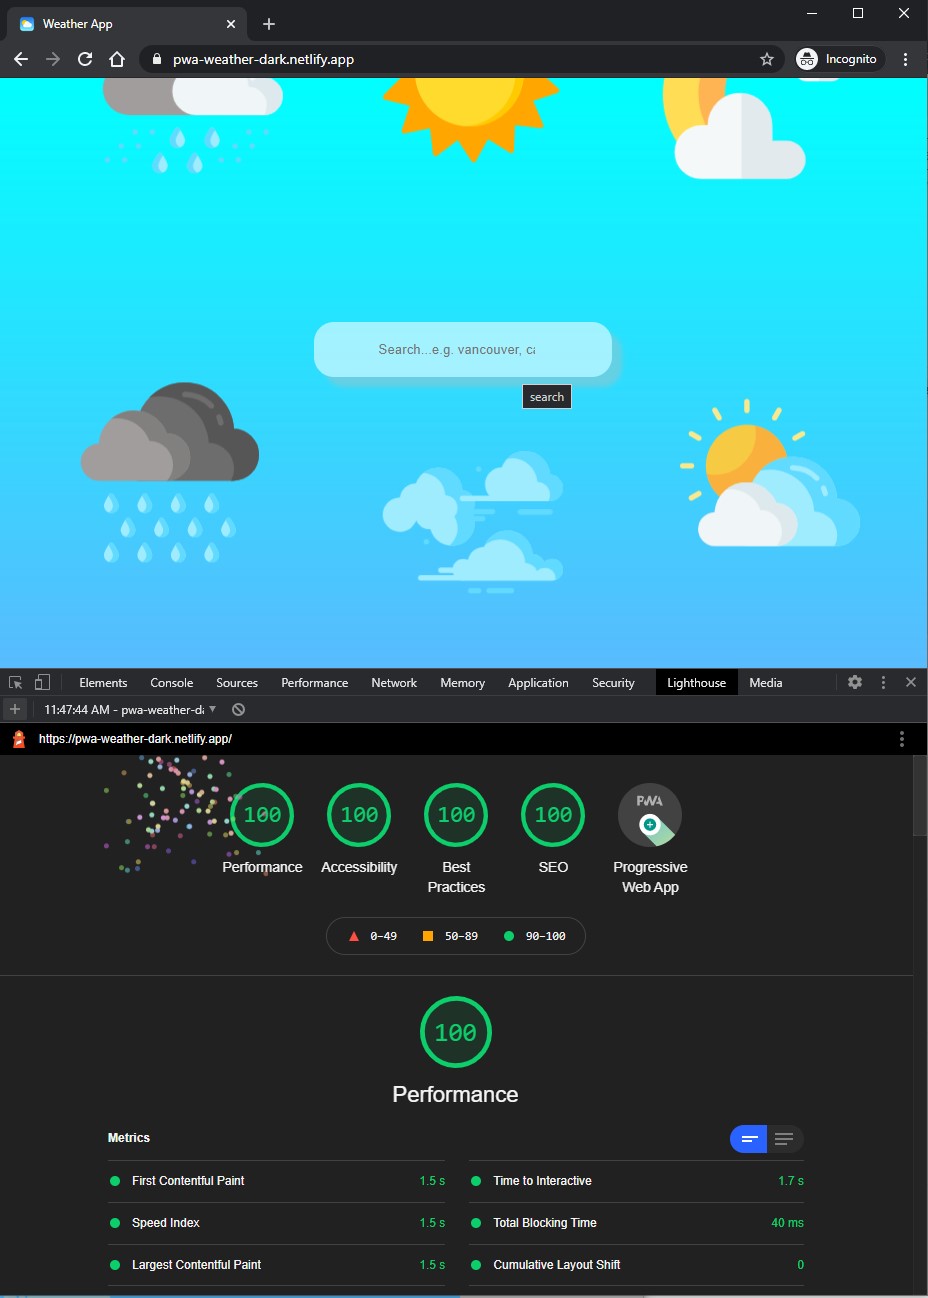 Weather App
pwa-weather-dark.netlify.app
Incognito
Search...e.g. vancouver, ca
search
Elements Console Sources Performance Network Memory Application Security Lighthouse Media
11:47:44 AM - pwa-weather-da
https://pwa-weather-dark.netlify.app/
100 100 100 100 PWA
Performance Accessibility Best SEO Progressive
Practices Web App
0–49 50–89 90–100
100
Performance
Metrics
First Contentful Paint 1.5 s Time to Interactive 1.7 s
Speed Index 1.5 s Total Blocking Time 40 ms
Largest Contentful Paint 1.5 s Cumulative Layout Shift 0